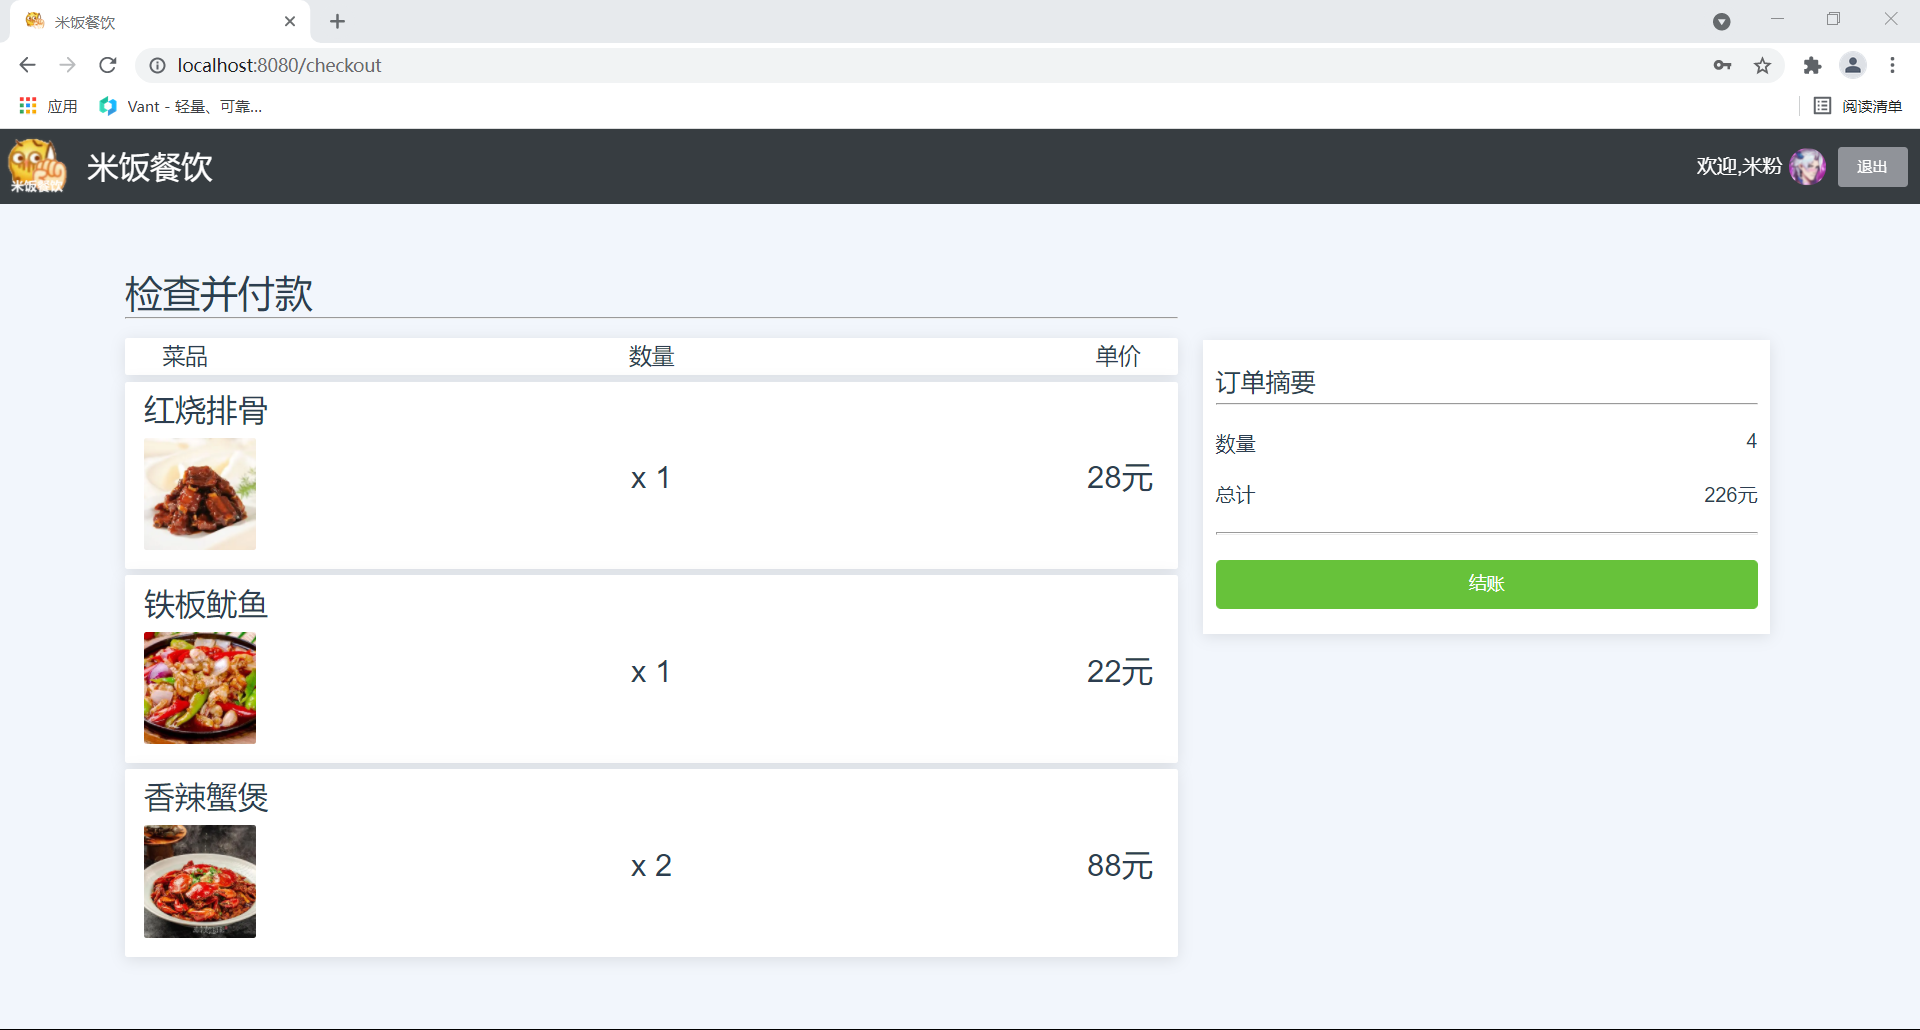 米饭餐饮
localhost:8080/checkout
应用
Vant - 轻量、可靠...
阅读清单
米饭餐饮
米饭餐饮
欢迎,米粉
退出
检查并付款
菜品 数量 单价
红烧排骨
x 1 28元
铁板鱿鱼
x 1 22元
香辣蟹煲
x 2 88元
订单摘要
数量 4
总计 226元
结账